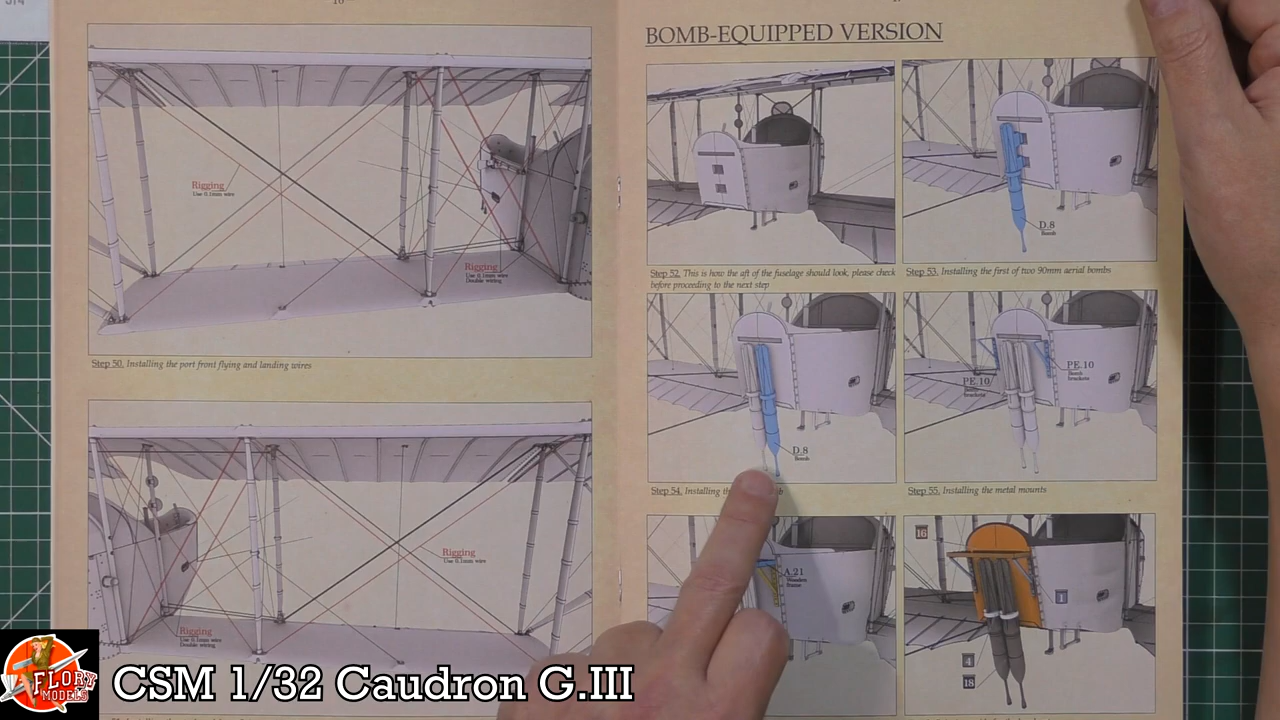 16
Rigging
Use 0.1mm wire
Rigging
Use 0.1mm wire
Double wiring
Step 50. Installing the port front flying and landing wires
Rigging
Use 0.1mm wire
Rigging
Use 0.1mm wire
Double wiring
BOMB-EQUIPPED VERSION
Step 52. This is how the aft of the fuselage should look, please check
before proceeding to the next step
D.8
Bomb
Step 53. Installing the first of two 90mm aerial bombs
D.8
Bomb
Step 54. Installing
PE.10
Bomb
brackets
PE.10
brackets
Step 55. Installing the metal mounts
A.21
Wooden
frame
16
1
4
18
FLORY
MODELS
CSM 1/32 Caudron G.III